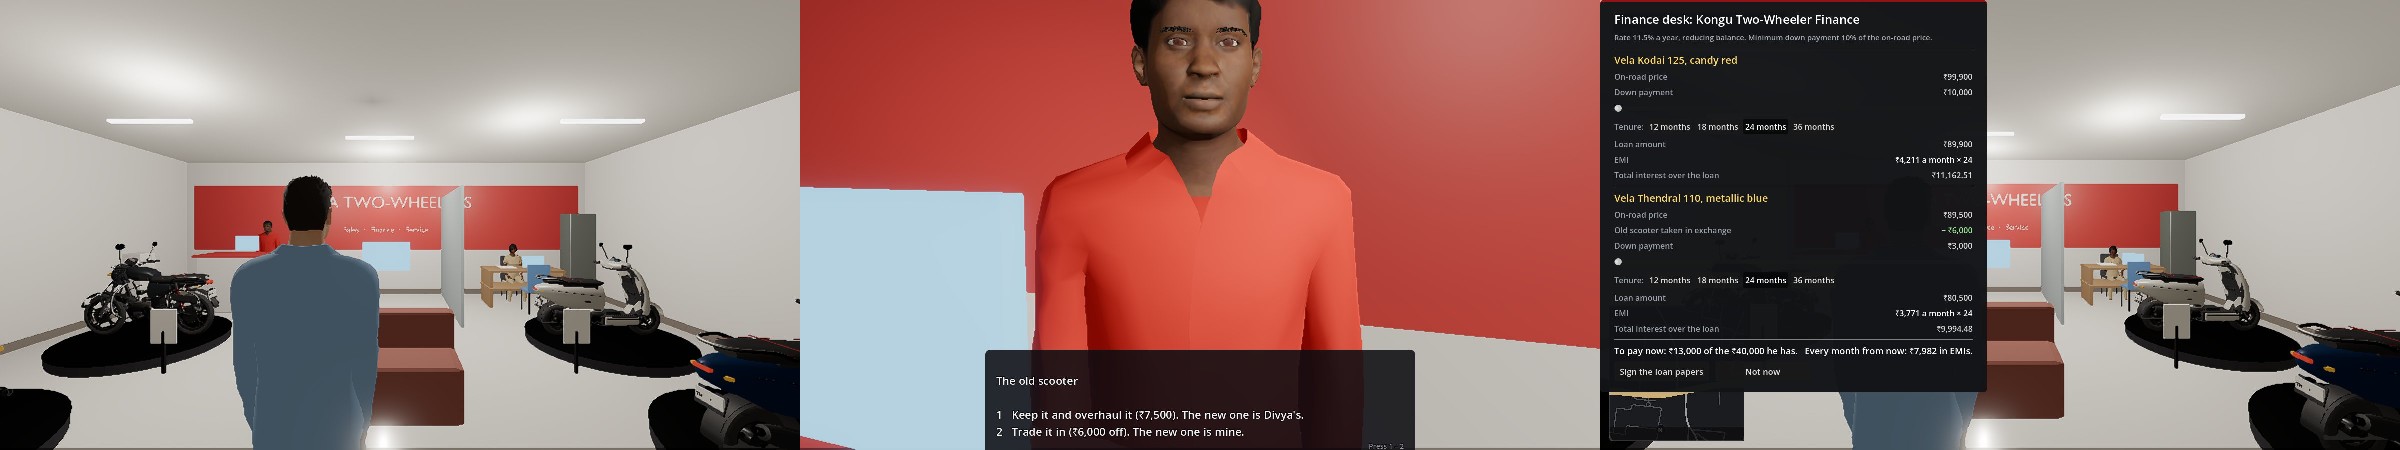 A TWO-WHEEL S
Sales · Finance · Service
The old scooter
1 Keep it and overhaul it (₹7,500). The new one is Divya's.
2 Trade it in (₹6,000 off). The new one is mine.
Press 1 - 2
Finance desk: Kongu Two-Wheeler Finance
Rate 11.5% a year, reducing balance. Minimum down payment 10% of the on-road price.
Vela Kodai 125, candy red
On-road price ₹99,900
Down payment ₹10,000
Tenure: 12 months 18 months 24 months 36 months
Loan amount ₹89,900
EMI ₹4,211 a month × 24
Total interest over the loan ₹11,162.51
Vela Thendral 110, metallic blue
On-road price ₹89,500
Old scooter taken in exchange − ₹6,000
Down payment ₹3,000
Tenure: 12 months 18 months 24 months 36 months
Loan amount ₹80,500
EMI ₹3,771 a month × 24
Total interest over the loan ₹9,994.48
To pay now: ₹13,000 of the ₹40,000 he has. Every month from now: ₹7,982 in EMIs.
Sign the loan papers Not now
-WHEELERS
Service